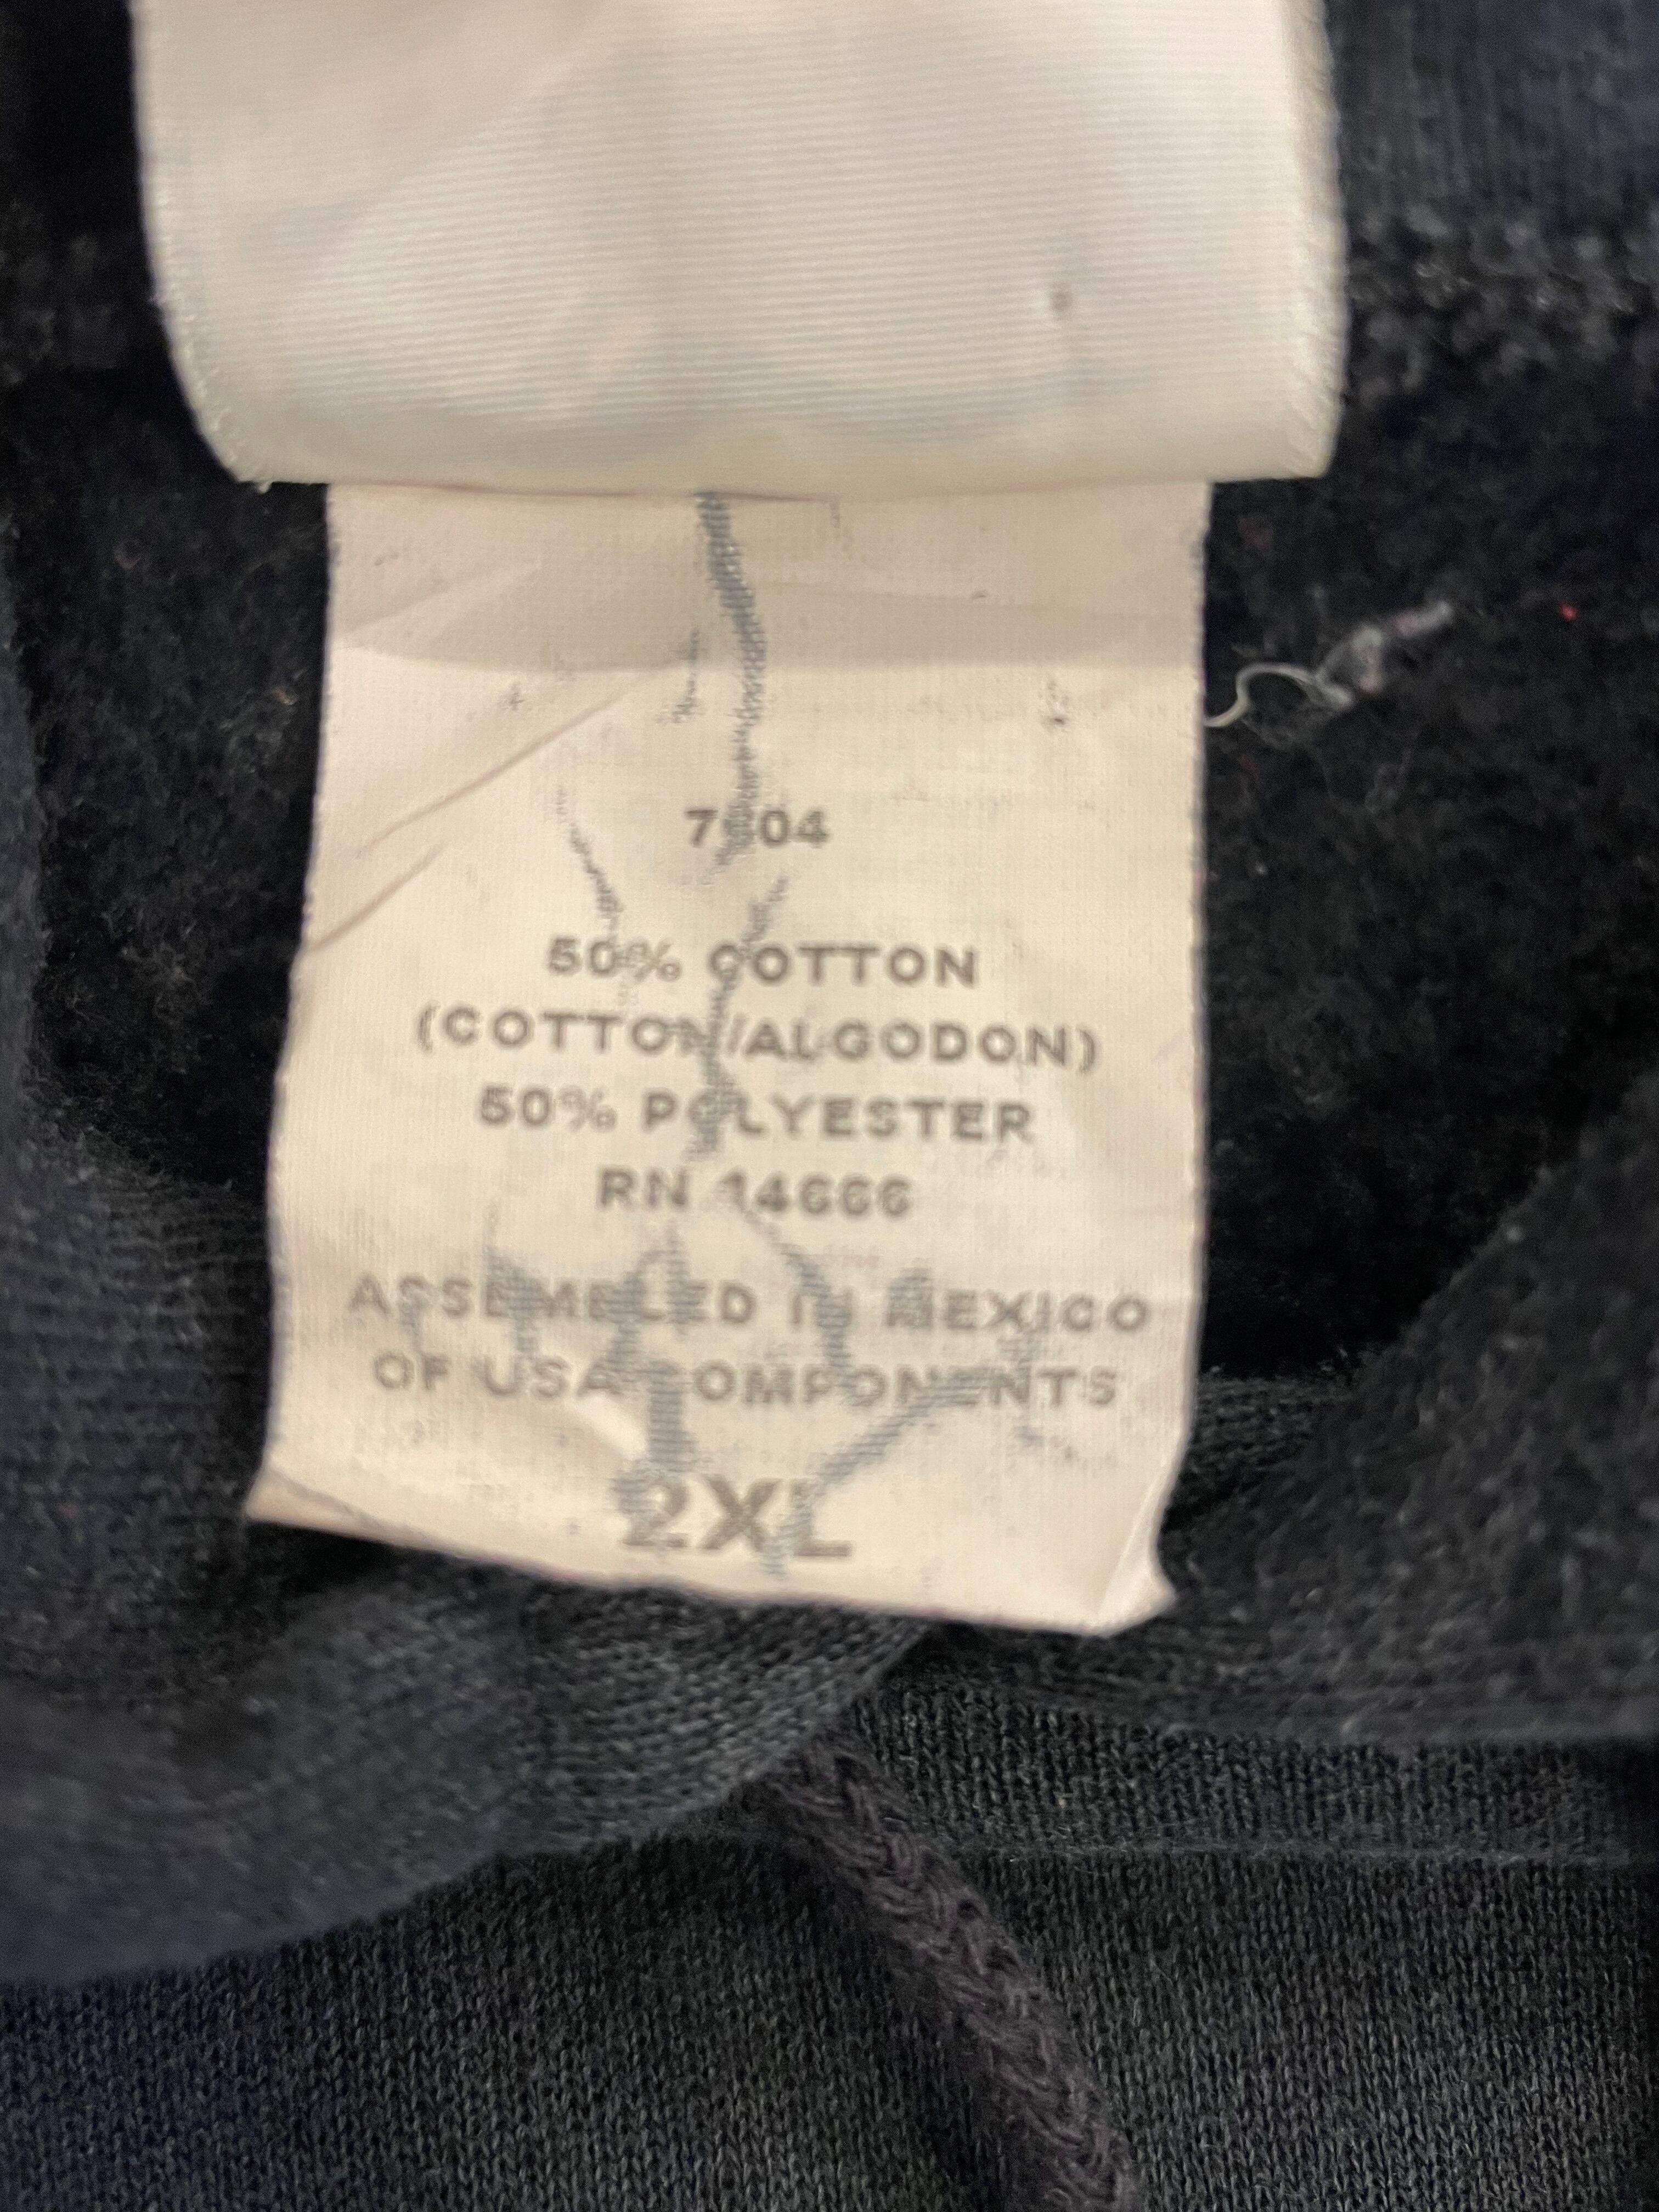 50% COTTON
(COTTON/ALGODON)
50% POLYESTER
RN 14666
ASSEMBLED IN MEXICO
OF USA COMPONENTS
2XL